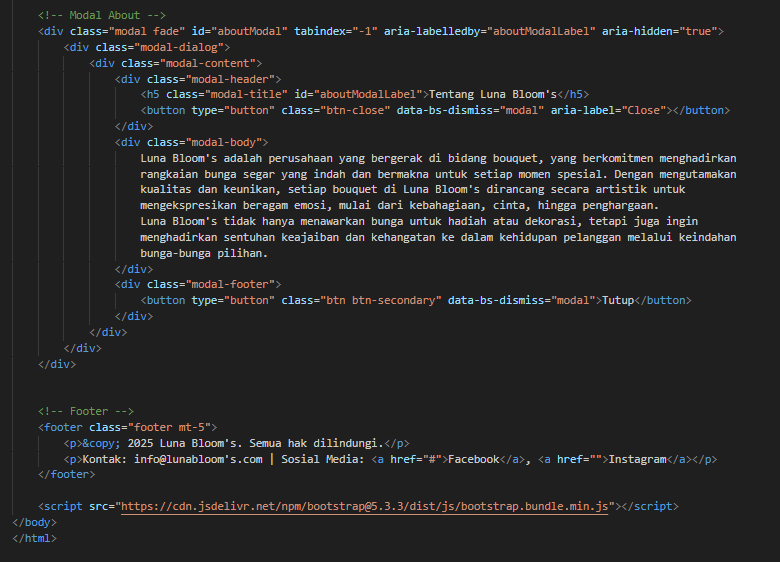 <!-- Modal About -->
<div class="modal fade" id="aboutModal" tabindex="-1" aria-labelledby="aboutModalLabel" aria-hidden="true">
<div class="modal-dialog">
<div class="modal-content">
<div class="modal-header">
<h5 class="modal-title" id="aboutModalLabel">Tentang Luna Bloom's</h5>
<button type="button" class="btn-close" data-bs-dismiss="modal" aria-label="Close"></button>
</div>
<div class="modal-body">
Luna Bloom's adalah perusahaan yang bergerak di bidang bouquet, yang berkomitmen menghadirkan
rangkaian bunga segar yang indah dan bermakna untuk setiap momen spesial. Dengan mengutamakan
kualitas dan keunikan, setiap bouquet di Luna Bloom's dirancang secara artistik untuk
mengekspresikan beragam emosi, mulai dari kebahagiaan, cinta, hingga penghargaan.
Luna Bloom's tidak hanya menawarkan bunga untuk hadiah atau dekorasi, tetapi juga ingin
menghadirkan sentuhan keajaiban dan kehangatan ke dalam kehidupan pelanggan melalui keindahan
bunga-bunga pilihan.
</div>
<div class="modal-footer">
<button type="button" class="btn btn-secondary" data-bs-dismiss="modal">Tutup</button>
</div>
</div>
</div>
</div>
<!-- Footer -->
<footer class="footer mt-5">
<p>&copy; 2025 Luna Bloom's. Semua hak dilindungi.</p>
<p>Kontak: info@lunabloom's.com | Sosial Media: <a href="#">Facebook</a>, <a href="">Instagram</a></p>
</footer>
<script src="https://cdn.jsdelivr.net/npm/bootstrap@5.3.3/dist/js/bootstrap.bundle.min.js"></script>
</body>
</html>